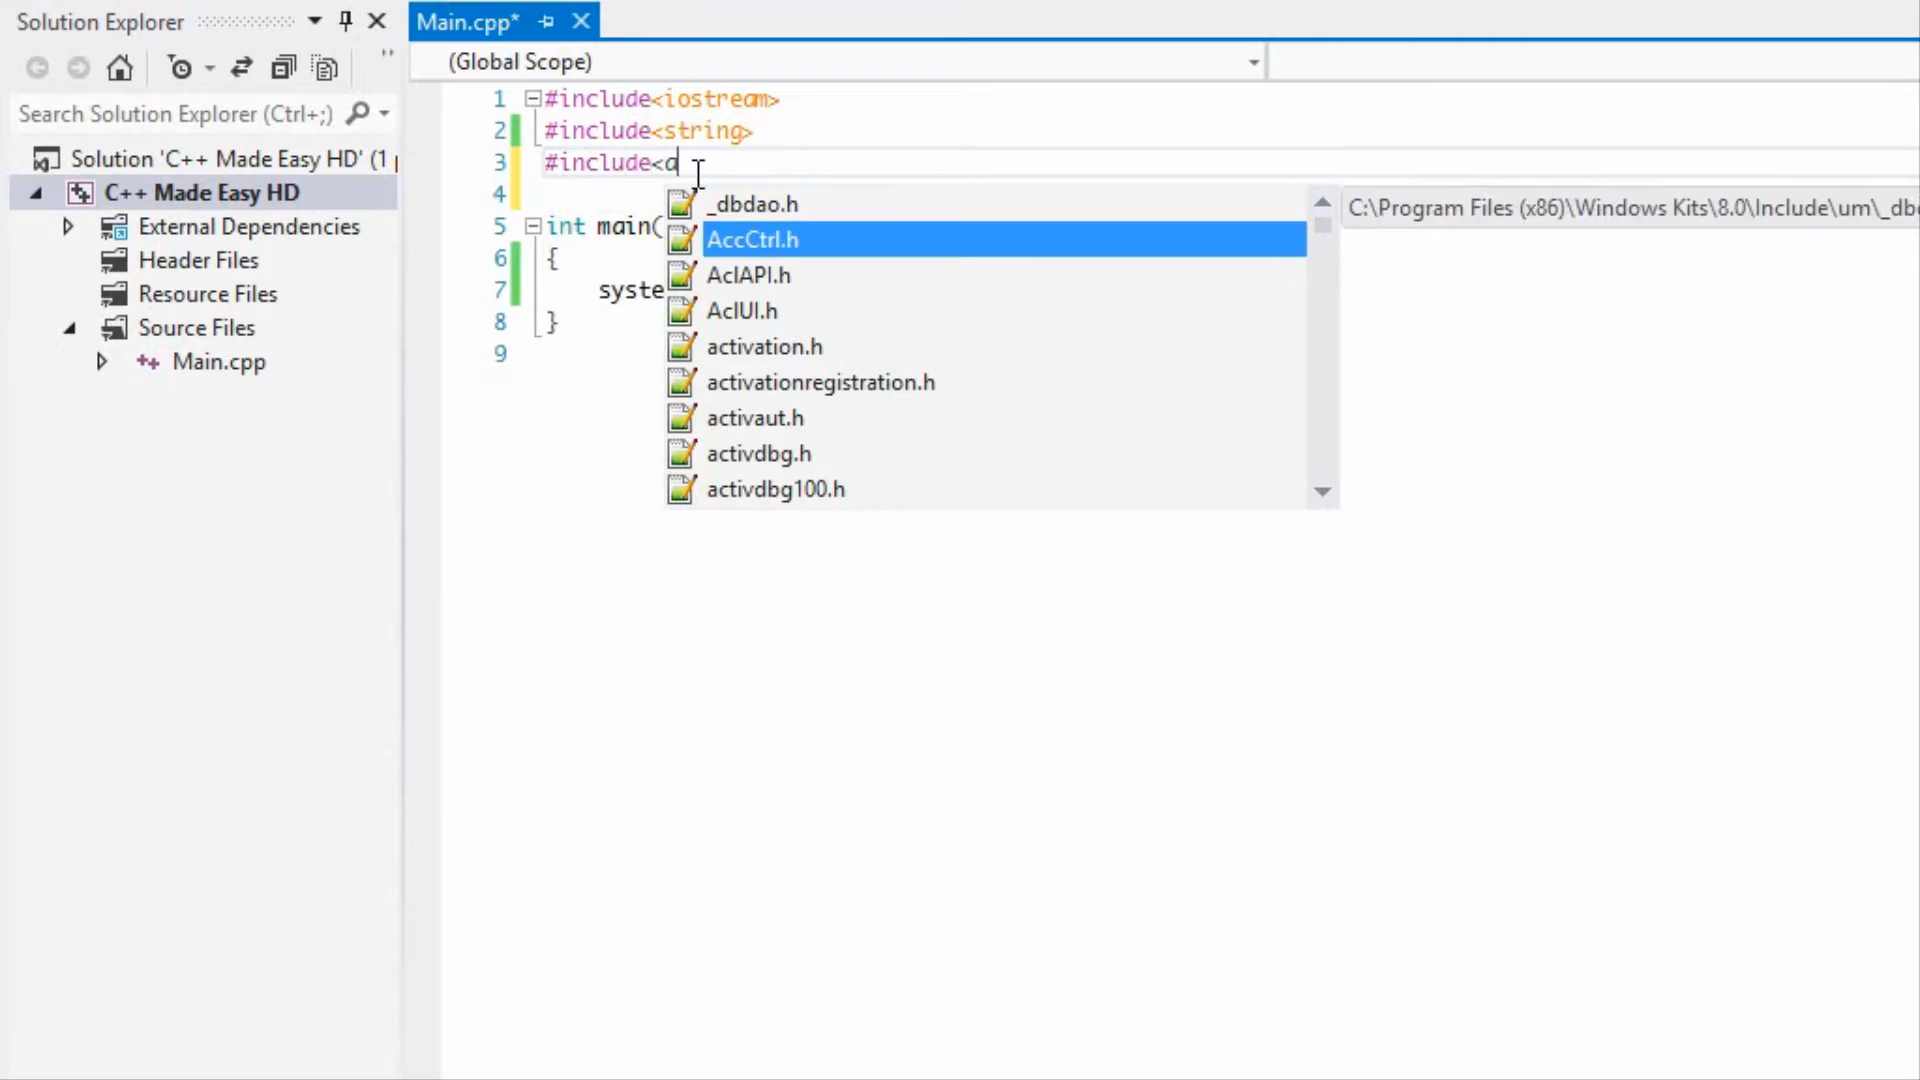 Solution Explorer
Search Solution Explorer (Ctrl+;)
Solution 'C++ Made Easy HD' (1
C++ Made Easy HD
External Dependencies
Header Files
Resource Files
Source Files
Main.cpp
Main.cpp*
(Global Scope)
1 #include<iostream>
2 #include<string>
3 #include<a
4
5 int main(
6 {
7 syste
8 }
9
_dbdao.h
AccCtrl.h
AclAPI.h
AclUI.h
activation.h
activationregistration.h
activaut.h
activdbg.h
activdbg100.h
C:\Program Files (x86)\Windows Kits\8.0\Include\um\_dbd